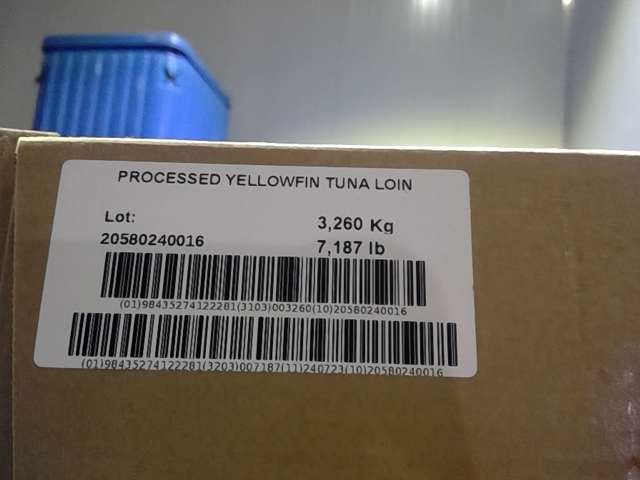 PROCESSED YELLOWFIN TUNA LOIN
Lot:
3,260 Kg
20580240016
7,187 lb
(01)98435274122281(3103)003260(10)20580240016
(01)98435274122281(3203)007187(11)240723(10)20580240016